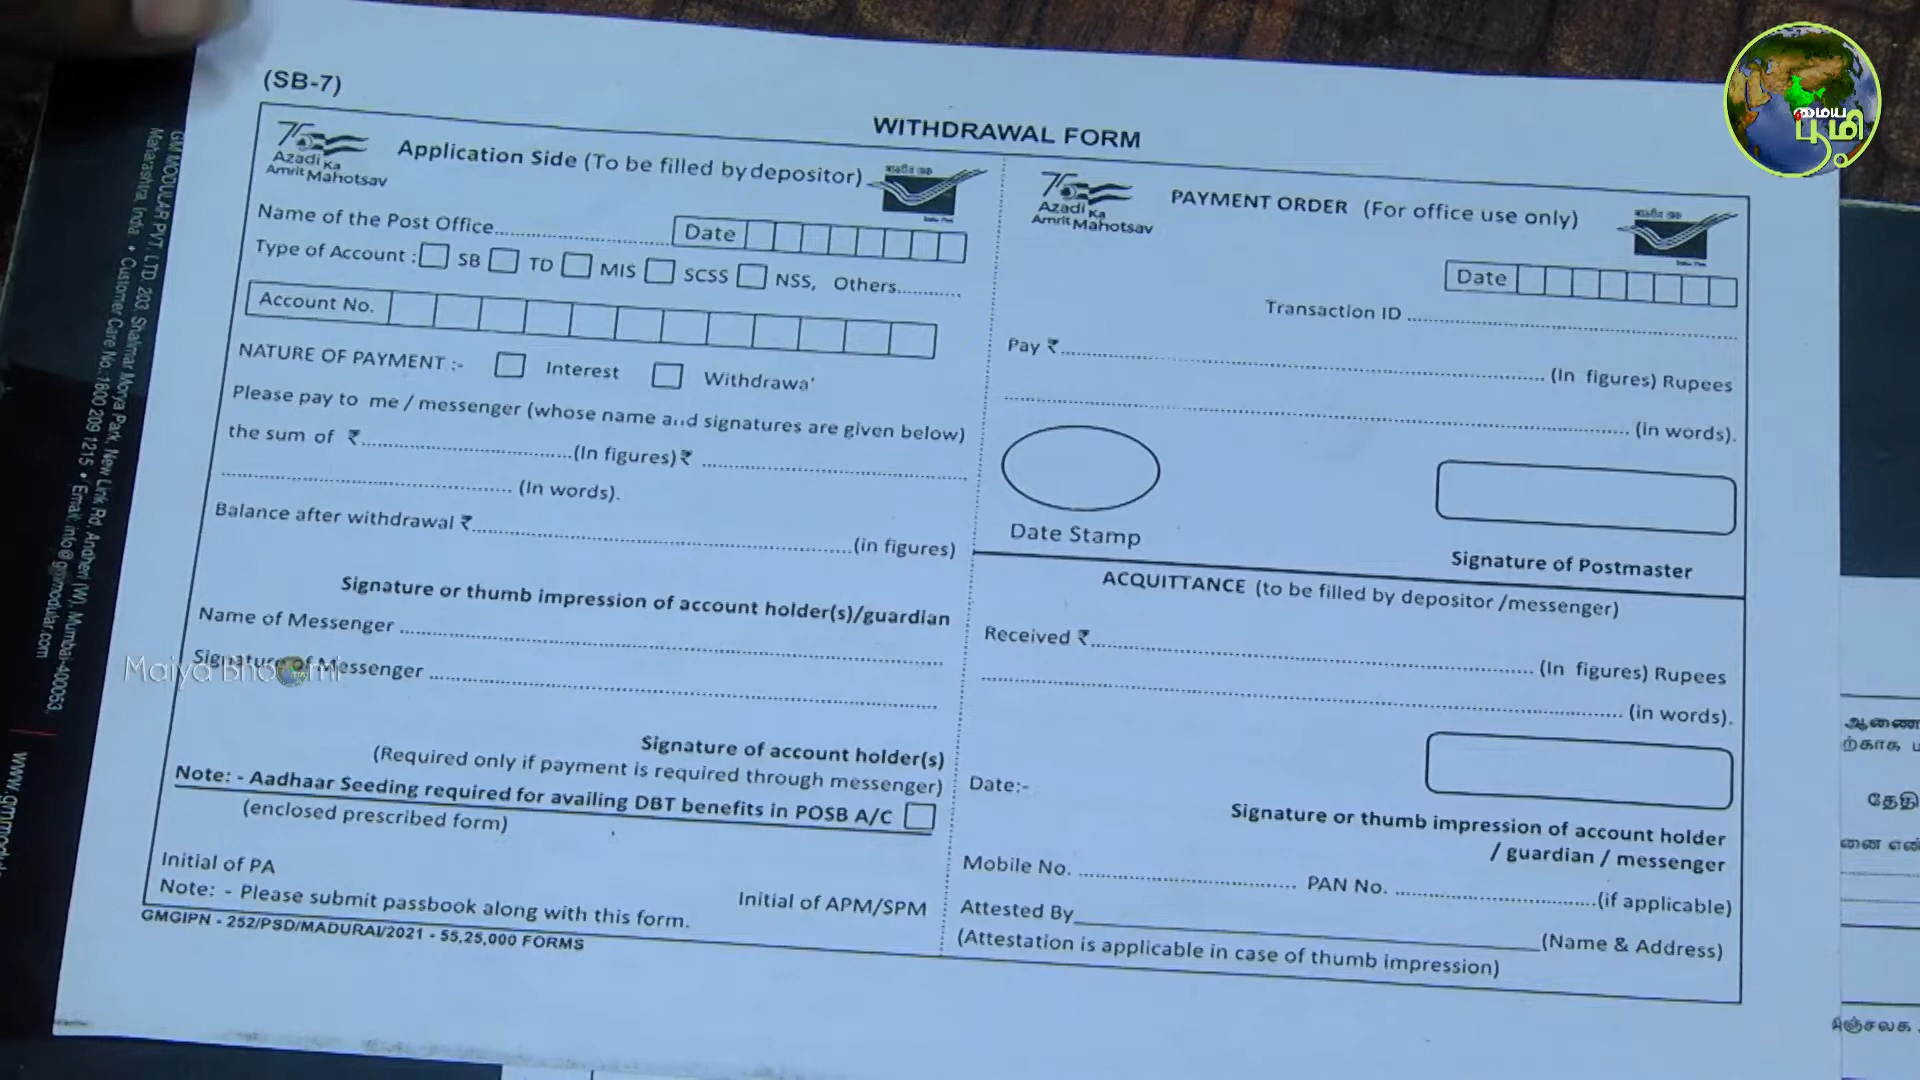 (SB-7)
WITHDRAWAL FORM
75
Azadi Ka
Amrit Mahotsav
Application Side (To be filled by depositor)
Name of the Post Office
Date
Type of Account : SB TD MIS SCSS NSS, Others
Account No.
NATURE OF PAYMENT :- Interest Withdrawa'
Please pay to me / messenger (whose name and signatures are given below)
the sum of ₹ (In figures) ₹
(In words).
Balance after withdrawal ₹ (in figures)
Signature or thumb impression of account holder(s)/guardian
Name of Messenger
Signature of Messenger
Signature of account holder(s)
(Required only if payment is required through messenger)
Note: - Aadhaar Seeding required for availing DBT benefits in POSB A/C
(enclosed prescribed form)
Initial of PA
Initial of APM/SPM
Note: - Please submit passbook along with this form.
GMGIPN - 252/PSD/MADURAI/2021 - 55,25,000 FORMS
75
Azadi Ka
Amrit Mahotsav
PAYMENT ORDER (For office use only)
Date
Transaction ID
Pay ₹ (In figures) Rupees
(in words).
Date Stamp
Signature of Postmaster
ACQUITTANCE (to be filled by depositor /messenger)
Received ₹ (In figures) Rupees
(in words).
Date:-
Signature or thumb impression of account holder
/ guardian / messenger
Mobile No. PAN No. (if applicable)
Attested By (Name & Address)
(Attestation is applicable in case of thumb impression)
GM MODULAR PVT. LTD. 203, Shalimar Morya Park, New Link Rd. Andheri (W), Mumbai-400053.
Maharashtra, India • Customer Care No.: 1800 209 1215 • Email: info@gmmodular.com
Maiya Bhoomi
மைய
பூமி
ஆணை
ற்காக
தேதி